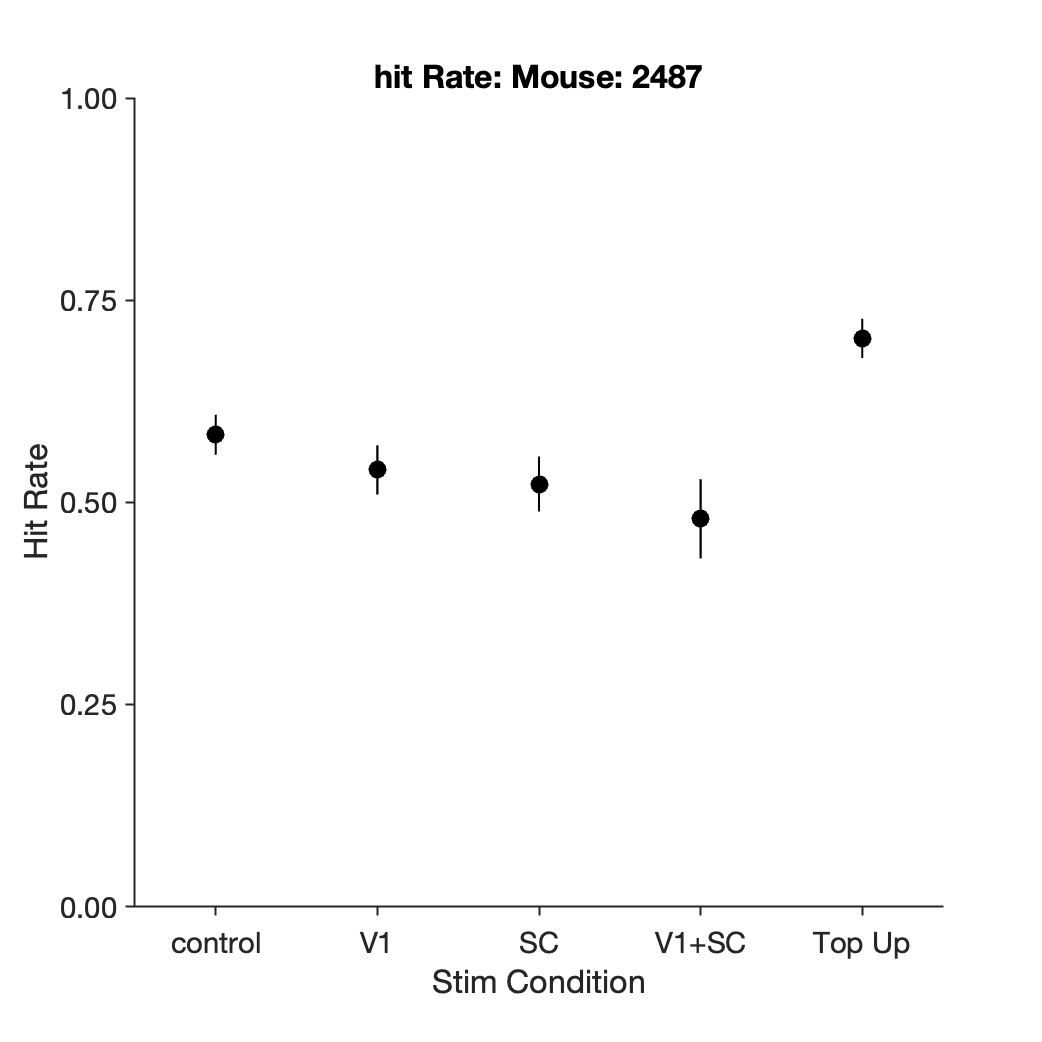 hit Rate: Mouse: 2487
1.00
0.75
0.50
0.25
0.00
Hit Rate
control V1 SC V1+SC Top Up
Stim Condition